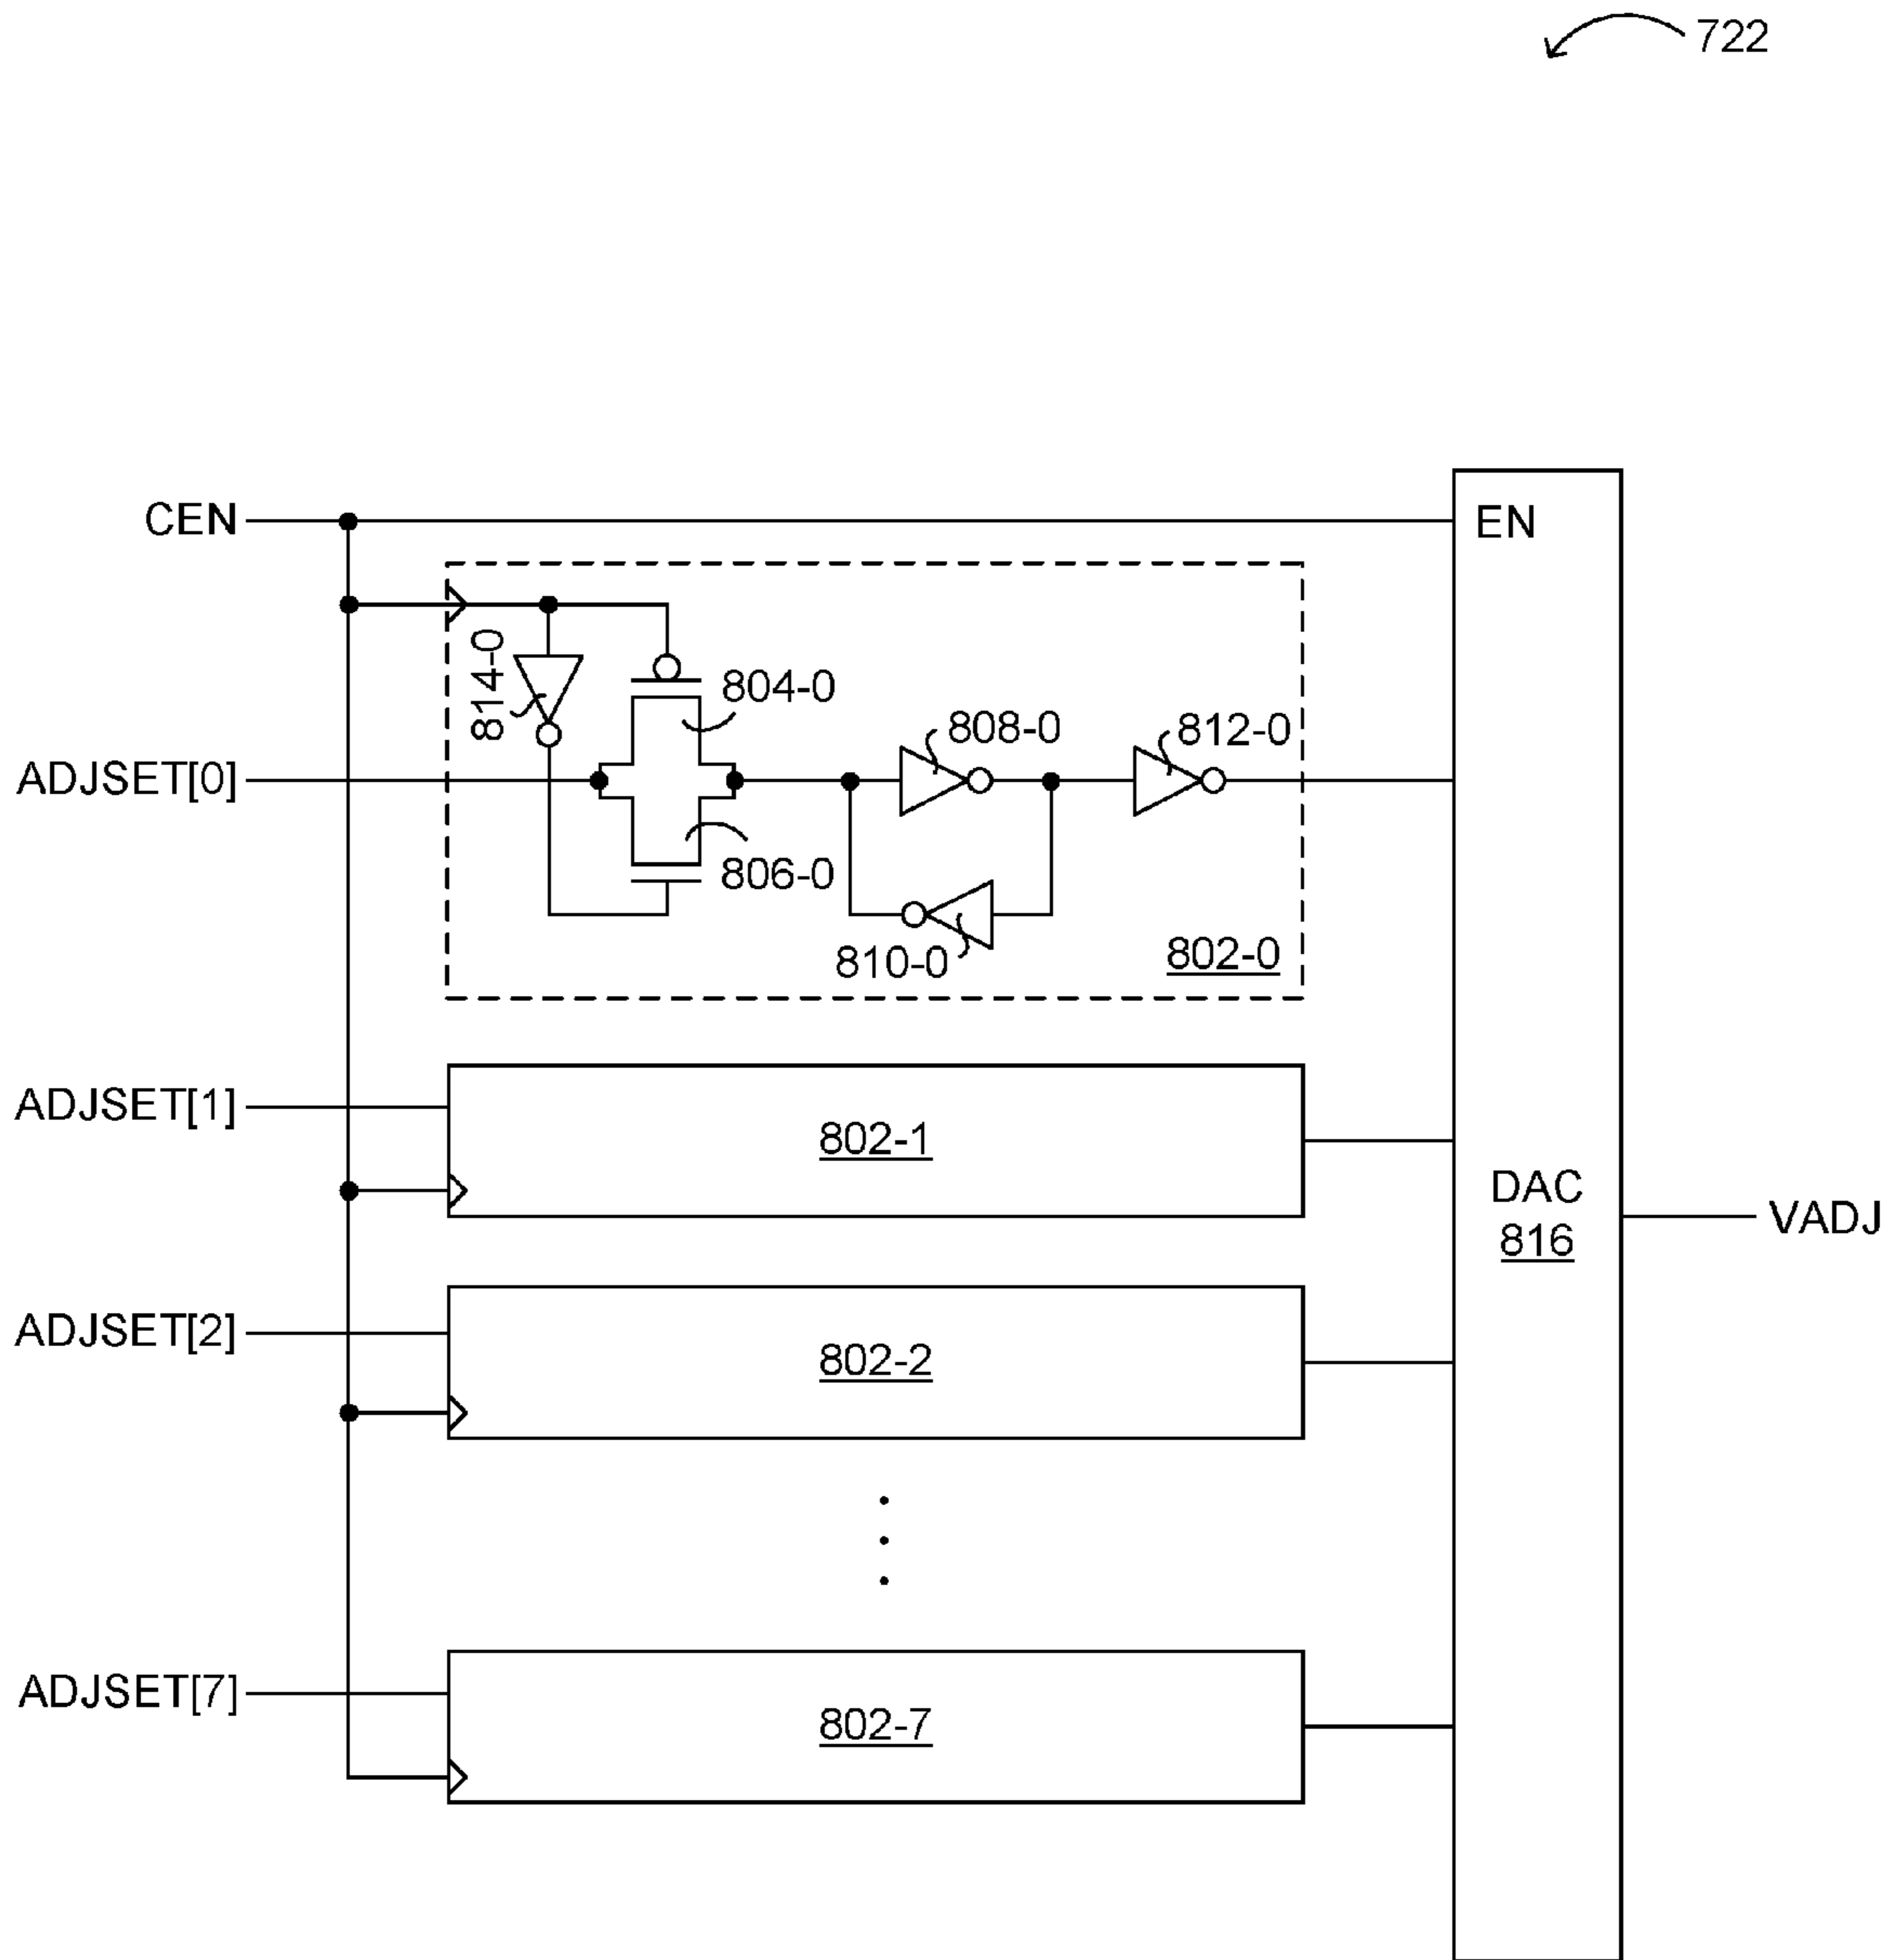 722
CEN
EN
814-0
804-0
808-0
812-0
ADJSET[0]
806-0
810-0
802-0
ADJSET[1]
802-1
DAC
816
VADJ
ADJSET[2]
802-2
ADJSET[7]
802-7